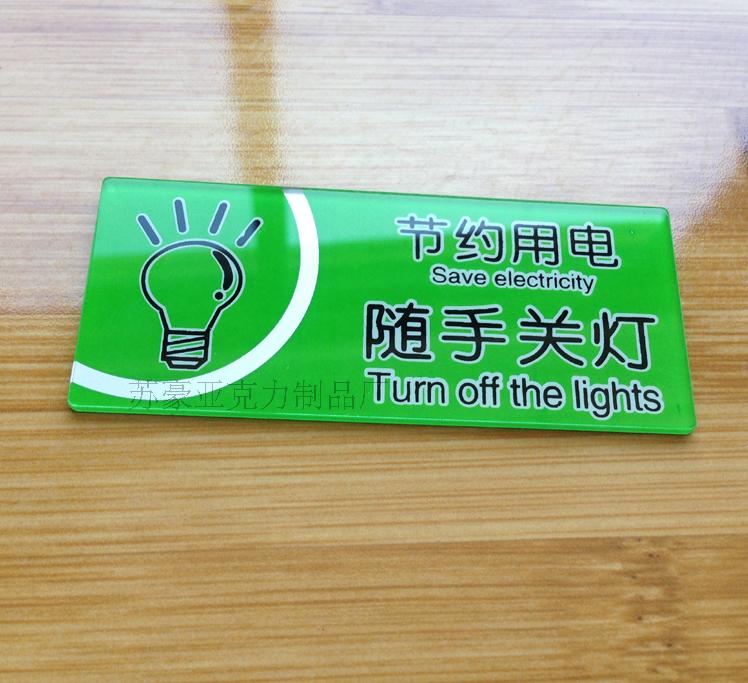 节约用电
Save electricity
随手关灯
Turn off the lights
苏豪亚克力制品厂